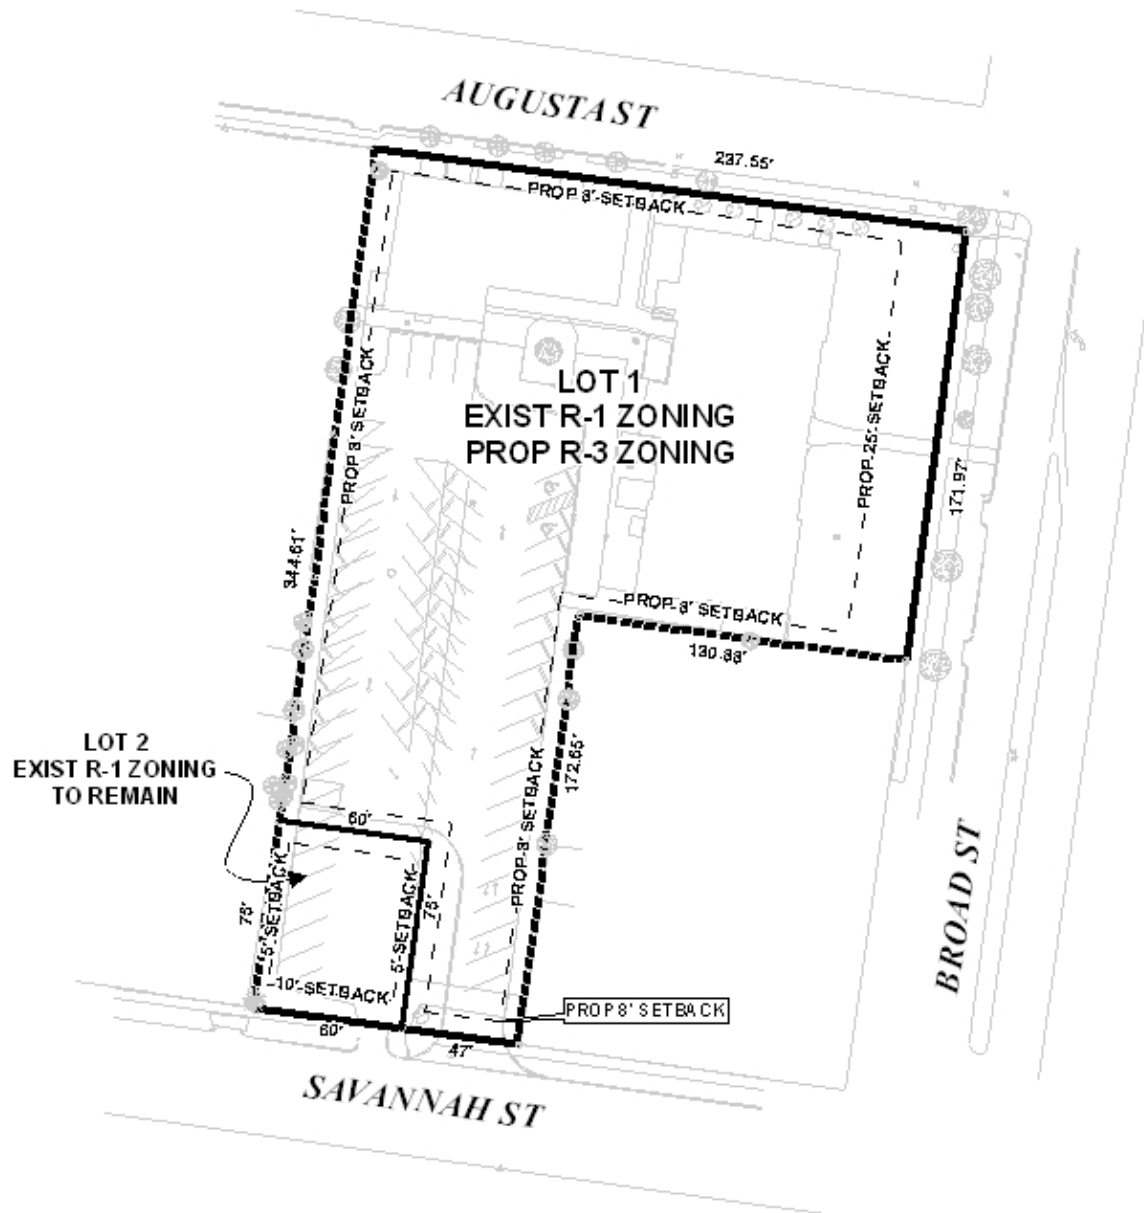 AUGUSTA ST
237.55'
PROP 8' SETBACK
PROP 8' SETBACK
LOT 1
EXIST R-1 ZONING
PROP R-3 ZONING
PROP 25' SETBACK
171.97'
344.61'
PROP 8' SETBACK
130.88'
LOT 2
EXIST R-1 ZONING
TO REMAIN
172.65'
PROP 8' SETBACK
60'
75'
5' SETBACK
5' SETBACK
75'
10' SETBACK
PROP 8' SETBACK
60'
47'
SAVANNAH ST
BROAD ST